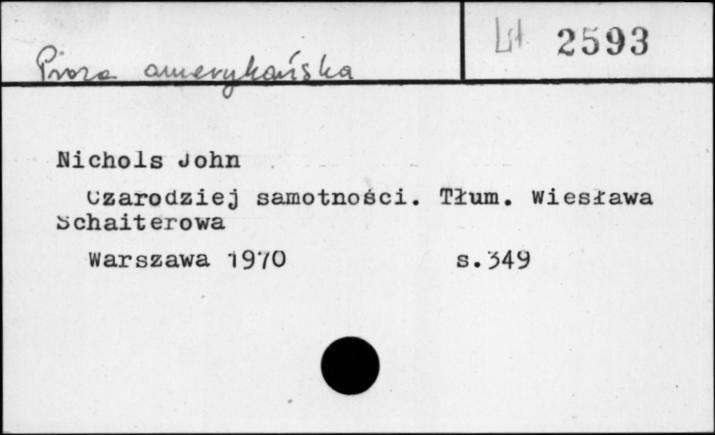 Lit 2593
Proza amerykańska
Nichols John
Czarodziej samotności. Tłum. Wiesława
Schaiterowa
Warszawa 1970 s.349